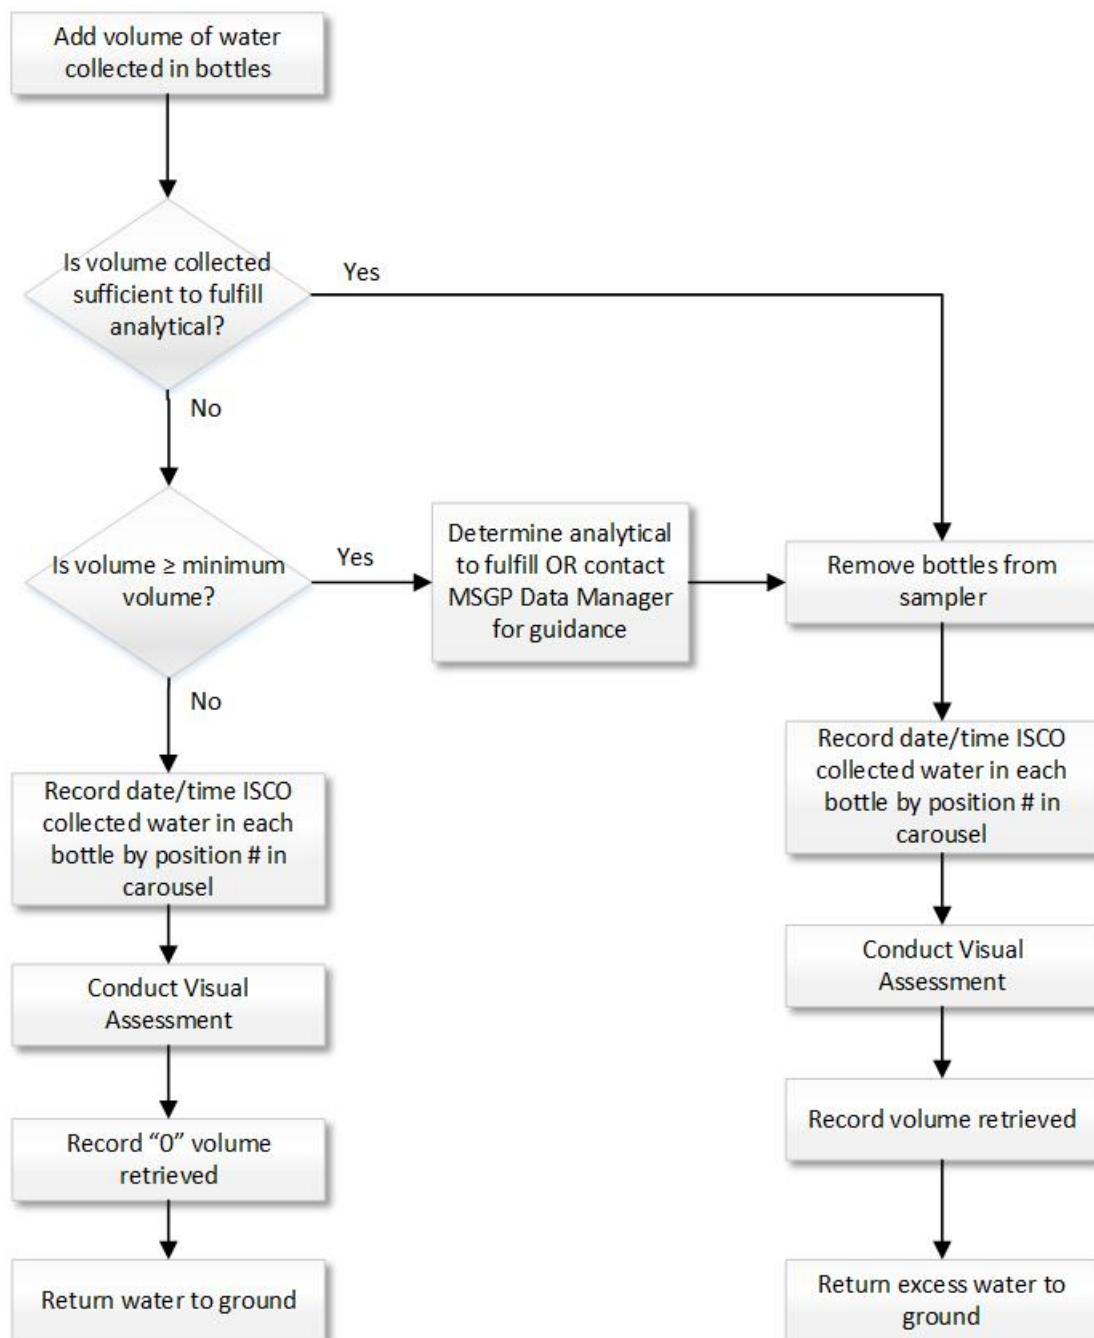 Add volume of water
collected in bottles
Is volume collected
sufficient to fulfill
analytical?
Yes
No
Is volume ≥ minimum
volume?
Yes
Determine analytical
to fulfill OR contact
MSGP Data Manager
for guidance
Remove bottles from
sampler
No
Record date/time ISCO
collected water in each
bottle by position # in
carousel
Conduct Visual
Assessment
Record “0” volume
retrieved
Return water to ground
Record date/time ISCO
collected water in each
bottle by position # in
carousel
Conduct Visual
Assessment
Record volume retrieved
Return excess water to
ground